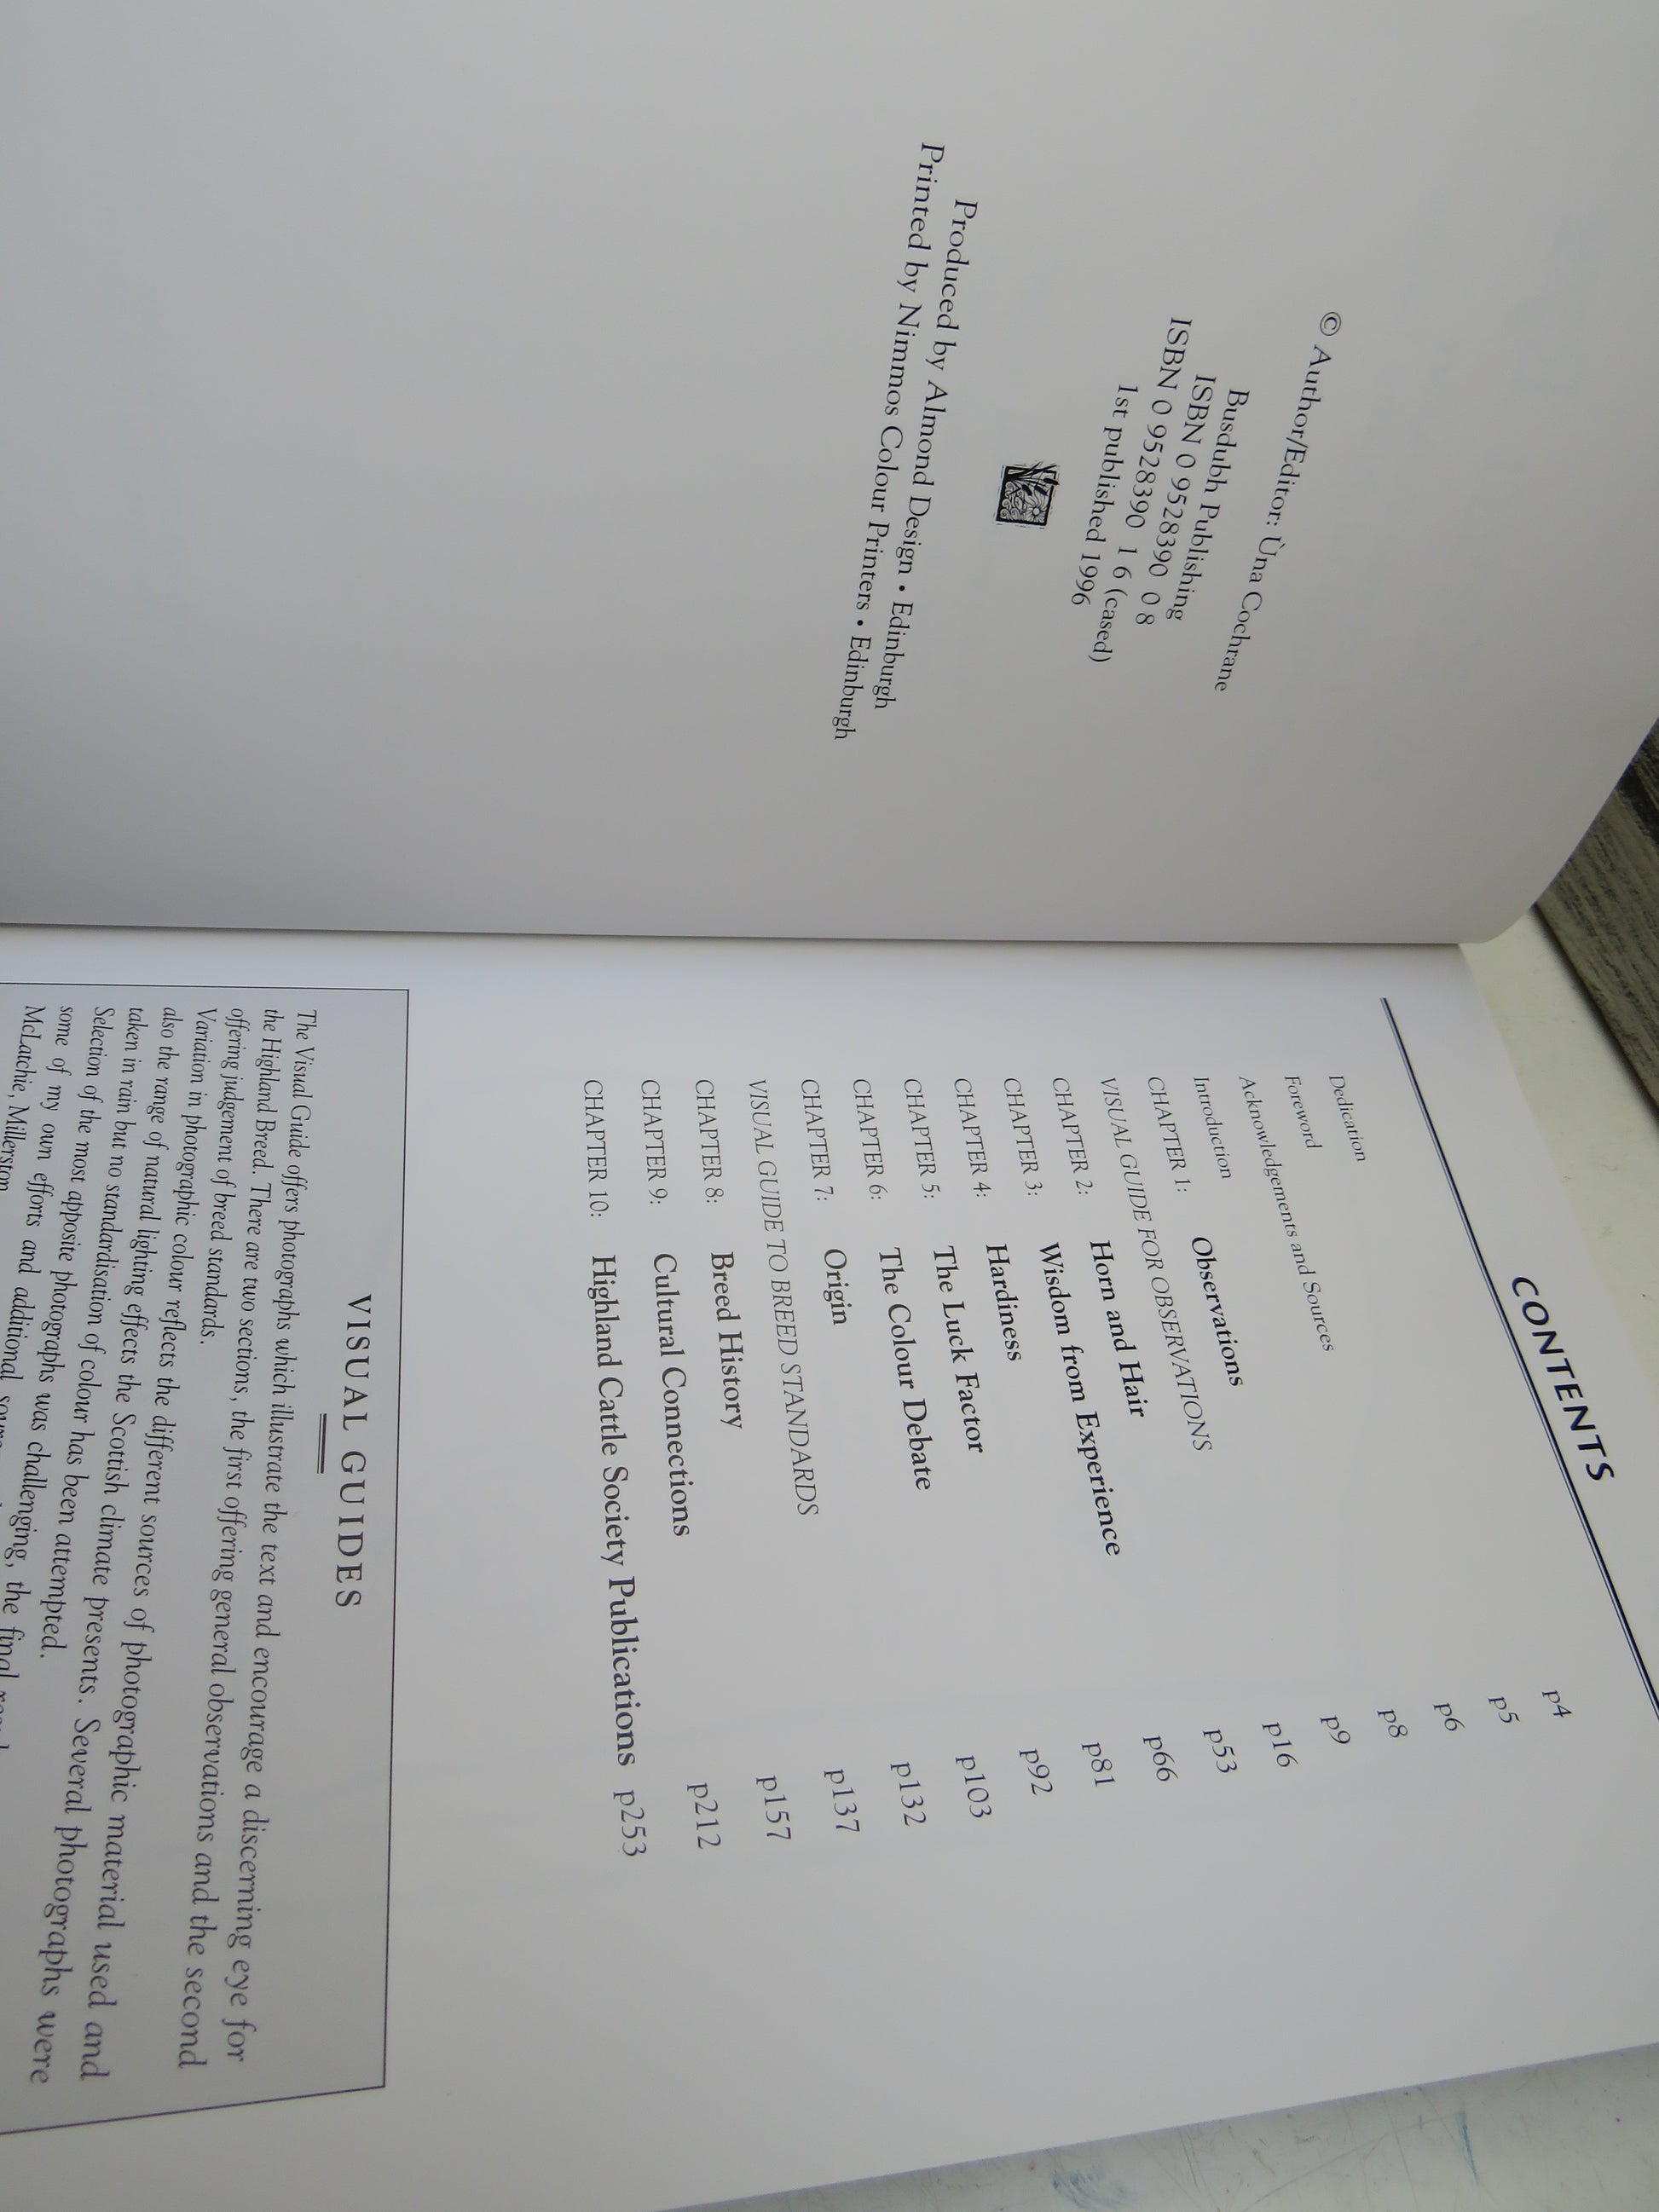 © Author/Editor: Ùna Cochrane
Busdubh Publishing
ISBN 0 9528390 0 8
ISBN 0 9528390 1 6 (cased)
1st published 1996
Produced by Almond Design • Edinburgh
Printed by Nimmos Colour Printers • Edinburgh
CONTENTS
Dedication p4
Foreword p5
Acknowledgements and Sources p6
Introduction p8
CHAPTER 1: Observations p9
VISUAL GUIDE FOR OBSERVATIONS p16
CHAPTER 2: Horn and Hair p53
CHAPTER 3: Wisdom from Experience p66
CHAPTER 4: Hardiness p81
CHAPTER 5: The Luck Factor p92
CHAPTER 6: The Colour Debate p103
CHAPTER 7: Origin p132
VISUAL GUIDE TO BREED STANDARDS p137
CHAPTER 8: Breed History p157
CHAPTER 9: Cultural Connections p212
CHAPTER 10: Highland Cattle Society Publications p253
VISUAL GUIDES
The Visual Guide offers photographs which illustrate the text and encourage a discerning eye for
the Highland Breed. There are two sections, the first offering general observations and the second
offering judgement of breed standards.
Variation in photographic colour reflects the different sources of photographic material used and
also the range of natural lighting effects the Scottish climate presents. Several photographs were
taken in rain but no standardisation of colour has been attempted.
Selection of the most apposite photographs was challenging, the final
some of my own efforts and additional
McLatchie, Millerston